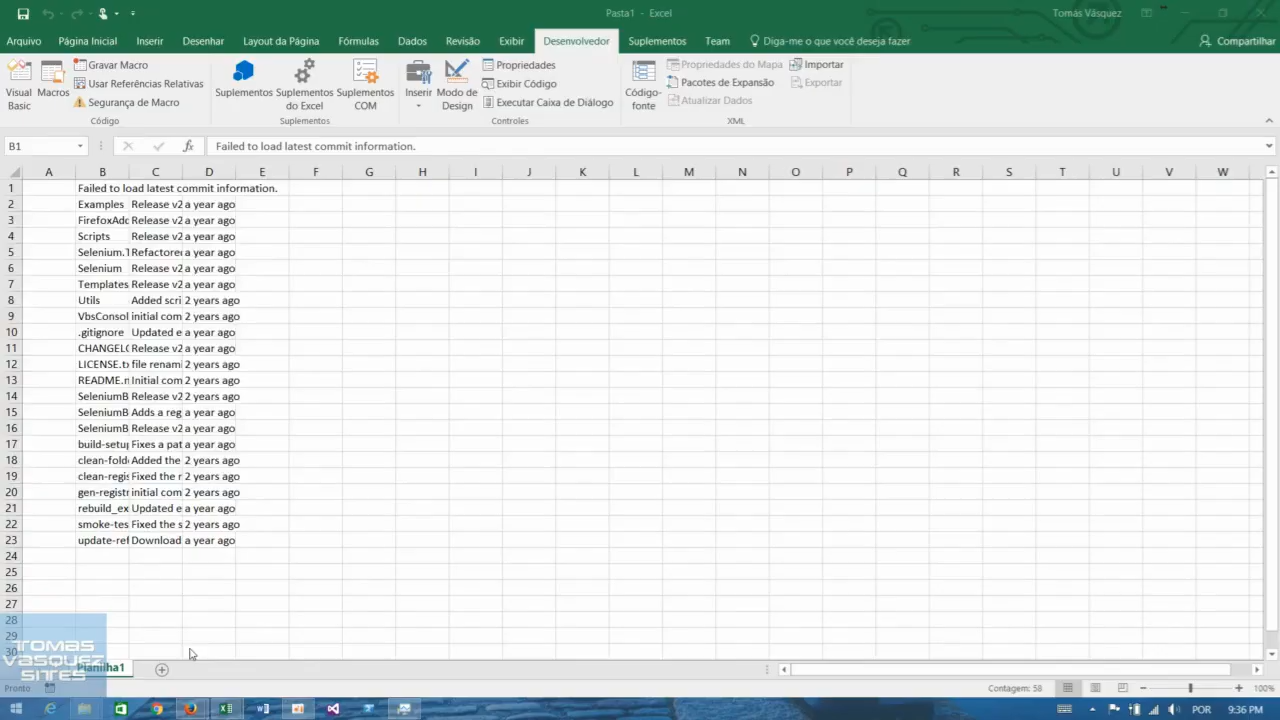 Pasta1 - Excel
Tomás Vásquez
Arquivo Página Inicial Inserir Desenhar Layout da Página Fórmulas Dados Revisão Exibir Desenvolvedor Suplementos Team Diga-me o que você deseja fazer Compartilhar
Visual Basic
Macros
Gravar Macro
Usar Referências Relativas
Segurança de Macro
Código
Suplementos
Suplementos do Excel
Suplementos COM
Suplementos
Inserir
Modo de Design
Propriedades
Exibir Código
Executar Caixa de Diálogo
Controles
Código-fonte
Propriedades do Mapa
Pacotes de Expansão
Atualizar Dados
Importar
Exportar
XML
B1 fx Failed to load latest commit information.
A B C D E F G H I J K L M N O P Q R S T U V W
1 Failed to load latest commit information.
2 Examples Release v2 a year ago
3 FirefoxAdd Release v2 a year ago
4 Scripts Release v2 a year ago
5 Selenium.T Refactored a year ago
6 Selenium Release v2 a year ago
7 Templates Release v2 a year ago
8 Utils Added scri 2 years ago
9 VbsConsol initial com 2 years ago
10 .gitignore Updated e a year ago
11 CHANGELO Release v2 a year ago
12 LICENSE.tx file renami 2 years ago
13 README.m Initial com 2 years ago
14 SeleniumB Release v2 a year ago
15 SeleniumB Adds a reg a year ago
16 SeleniumB Release v2 a year ago
17 build-setup Fixes a pat a year ago
18 clean-fold Added the 2 years ago
19 clean-regis Fixed the r 2 years ago
20 gen-registr initial com 2 years ago
21 rebuild_ex Updated e a year ago
22 smoke-tes Fixed the s 2 years ago
23 update-ref Download a year ago
24
25
26
27
28
29
30
TOMAS
VASQUEZ
SITES
Planilha1
Pronto
Contagem: 58
100%
POR 9:36 PM